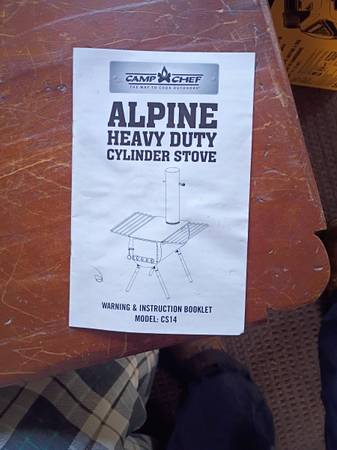 CAMP CHEF
THE WAY TO COOK OUTDOORS
ALPINE
HEAVY DUTY
CYLINDER STOVE
WARNING & INSTRUCTION BOOKLET
MODEL: CS14